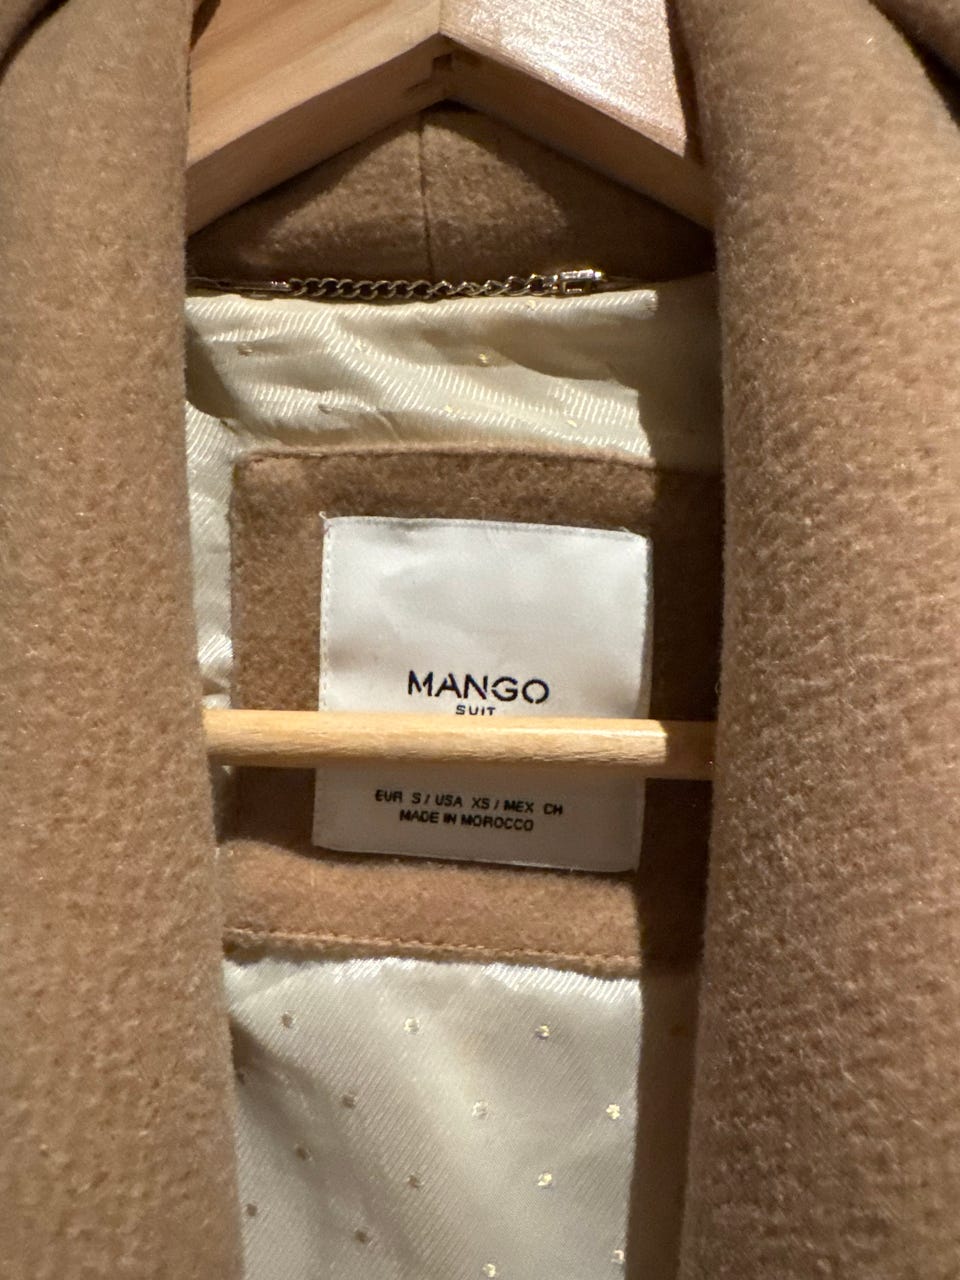 MANGO
SUIT
EUR S / USA XS / MEX CH
MADE IN MOROCCO